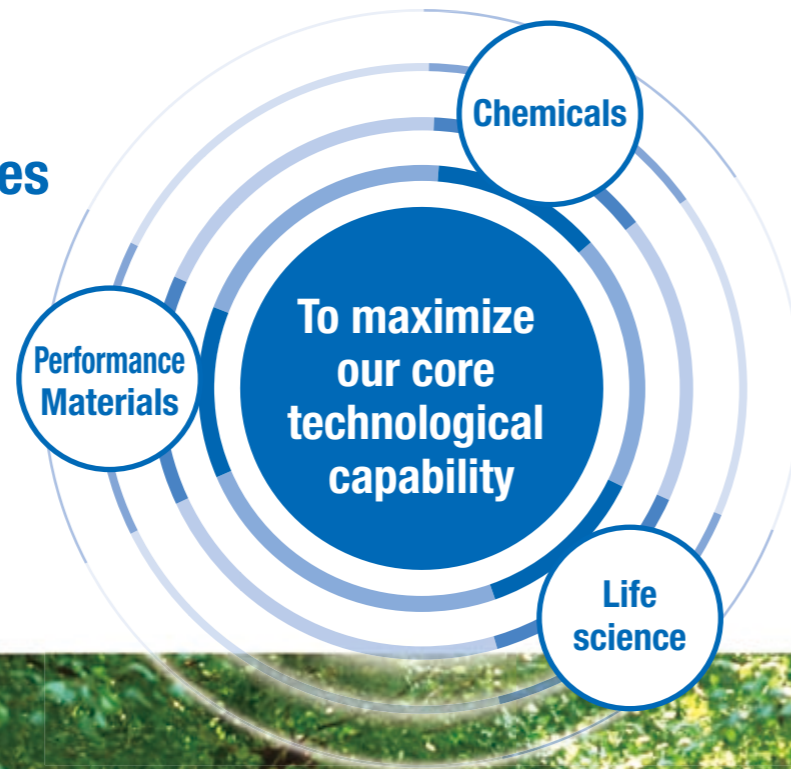 Chemicals
es
Performance
Materials
To maximize
our core
technological
capability
Life
science